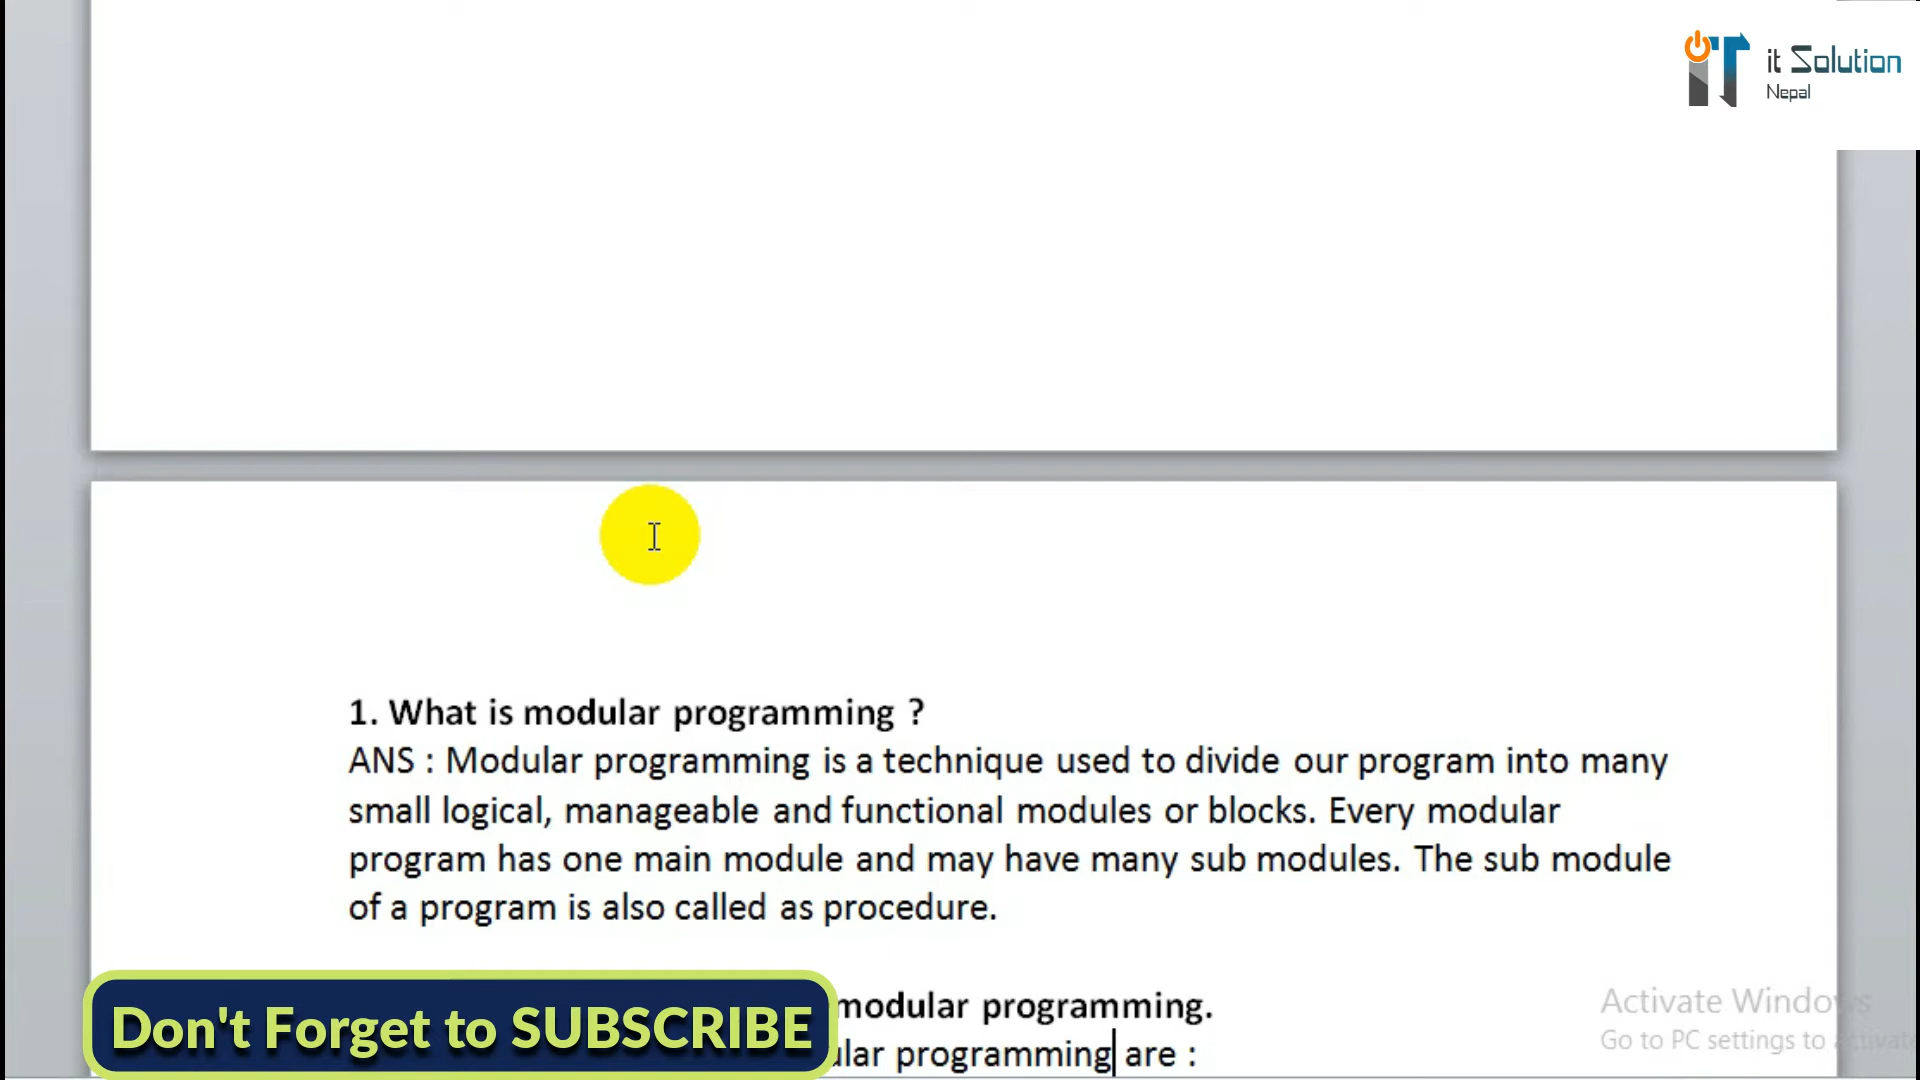 it Solution
Nepal
1. What is modular programming ?
ANS : Modular programming is a technique used to divide our program into many
small logical, manageable and functional modules or blocks. Every modular
program has one main module and may have many sub modules. The sub module
of a program is also called as procedure.
modular programming.
programming are :
Don't Forget to SUBSCRIBE
Activate Windows
Go to PC settings to activate